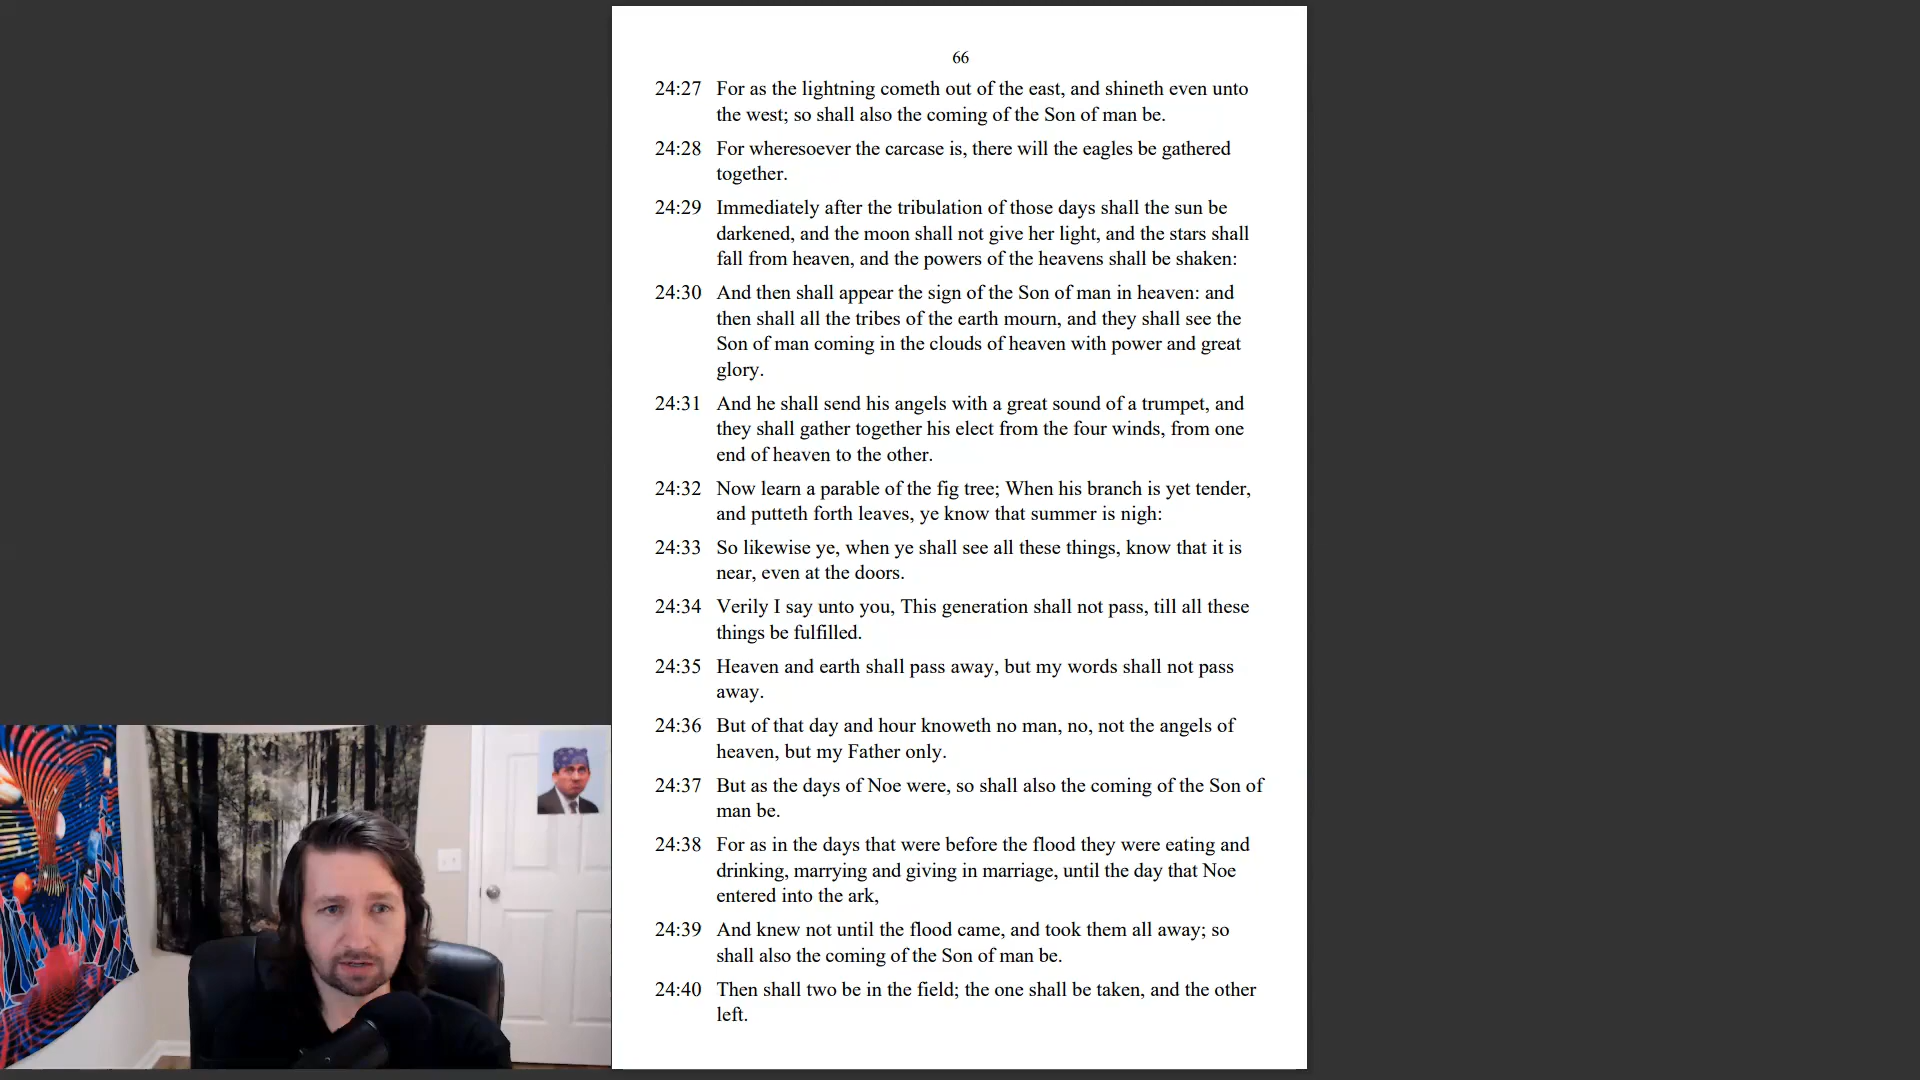 66
24:27 For as the lightning cometh out of the east, and shineth even unto
the west; so shall also the coming of the Son of man be.
24:28 For wheresoever the carcase is, there will the eagles be gathered
together.
24:29 Immediately after the tribulation of those days shall the sun be
darkened, and the moon shall not give her light, and the stars shall
fall from heaven, and the powers of the heavens shall be shaken:
24:30 And then shall appear the sign of the Son of man in heaven: and
then shall all the tribes of the earth mourn, and they shall see the
Son of man coming in the clouds of heaven with power and great
glory.
24:31 And he shall send his angels with a great sound of a trumpet, and
they shall gather together his elect from the four winds, from one
end of heaven to the other.
24:32 Now learn a parable of the fig tree; When his branch is yet tender,
and putteth forth leaves, ye know that summer is nigh:
24:33 So likewise ye, when ye shall see all these things, know that it is
near, even at the doors.
24:34 Verily I say unto you, This generation shall not pass, till all these
things be fulfilled.
24:35 Heaven and earth shall pass away, but my words shall not pass
away.
24:36 But of that day and hour knoweth no man, no, not the angels of
heaven, but my Father only.
24:37 But as the days of Noe were, so shall also the coming of the Son of
man be.
24:38 For as in the days that were before the flood they were eating and
drinking, marrying and giving in marriage, until the day that Noe
entered into the ark,
24:39 And knew not until the flood came, and took them all away; so
shall also the coming of the Son of man be.
24:40 Then shall two be in the field; the one shall be taken, and the other
left.